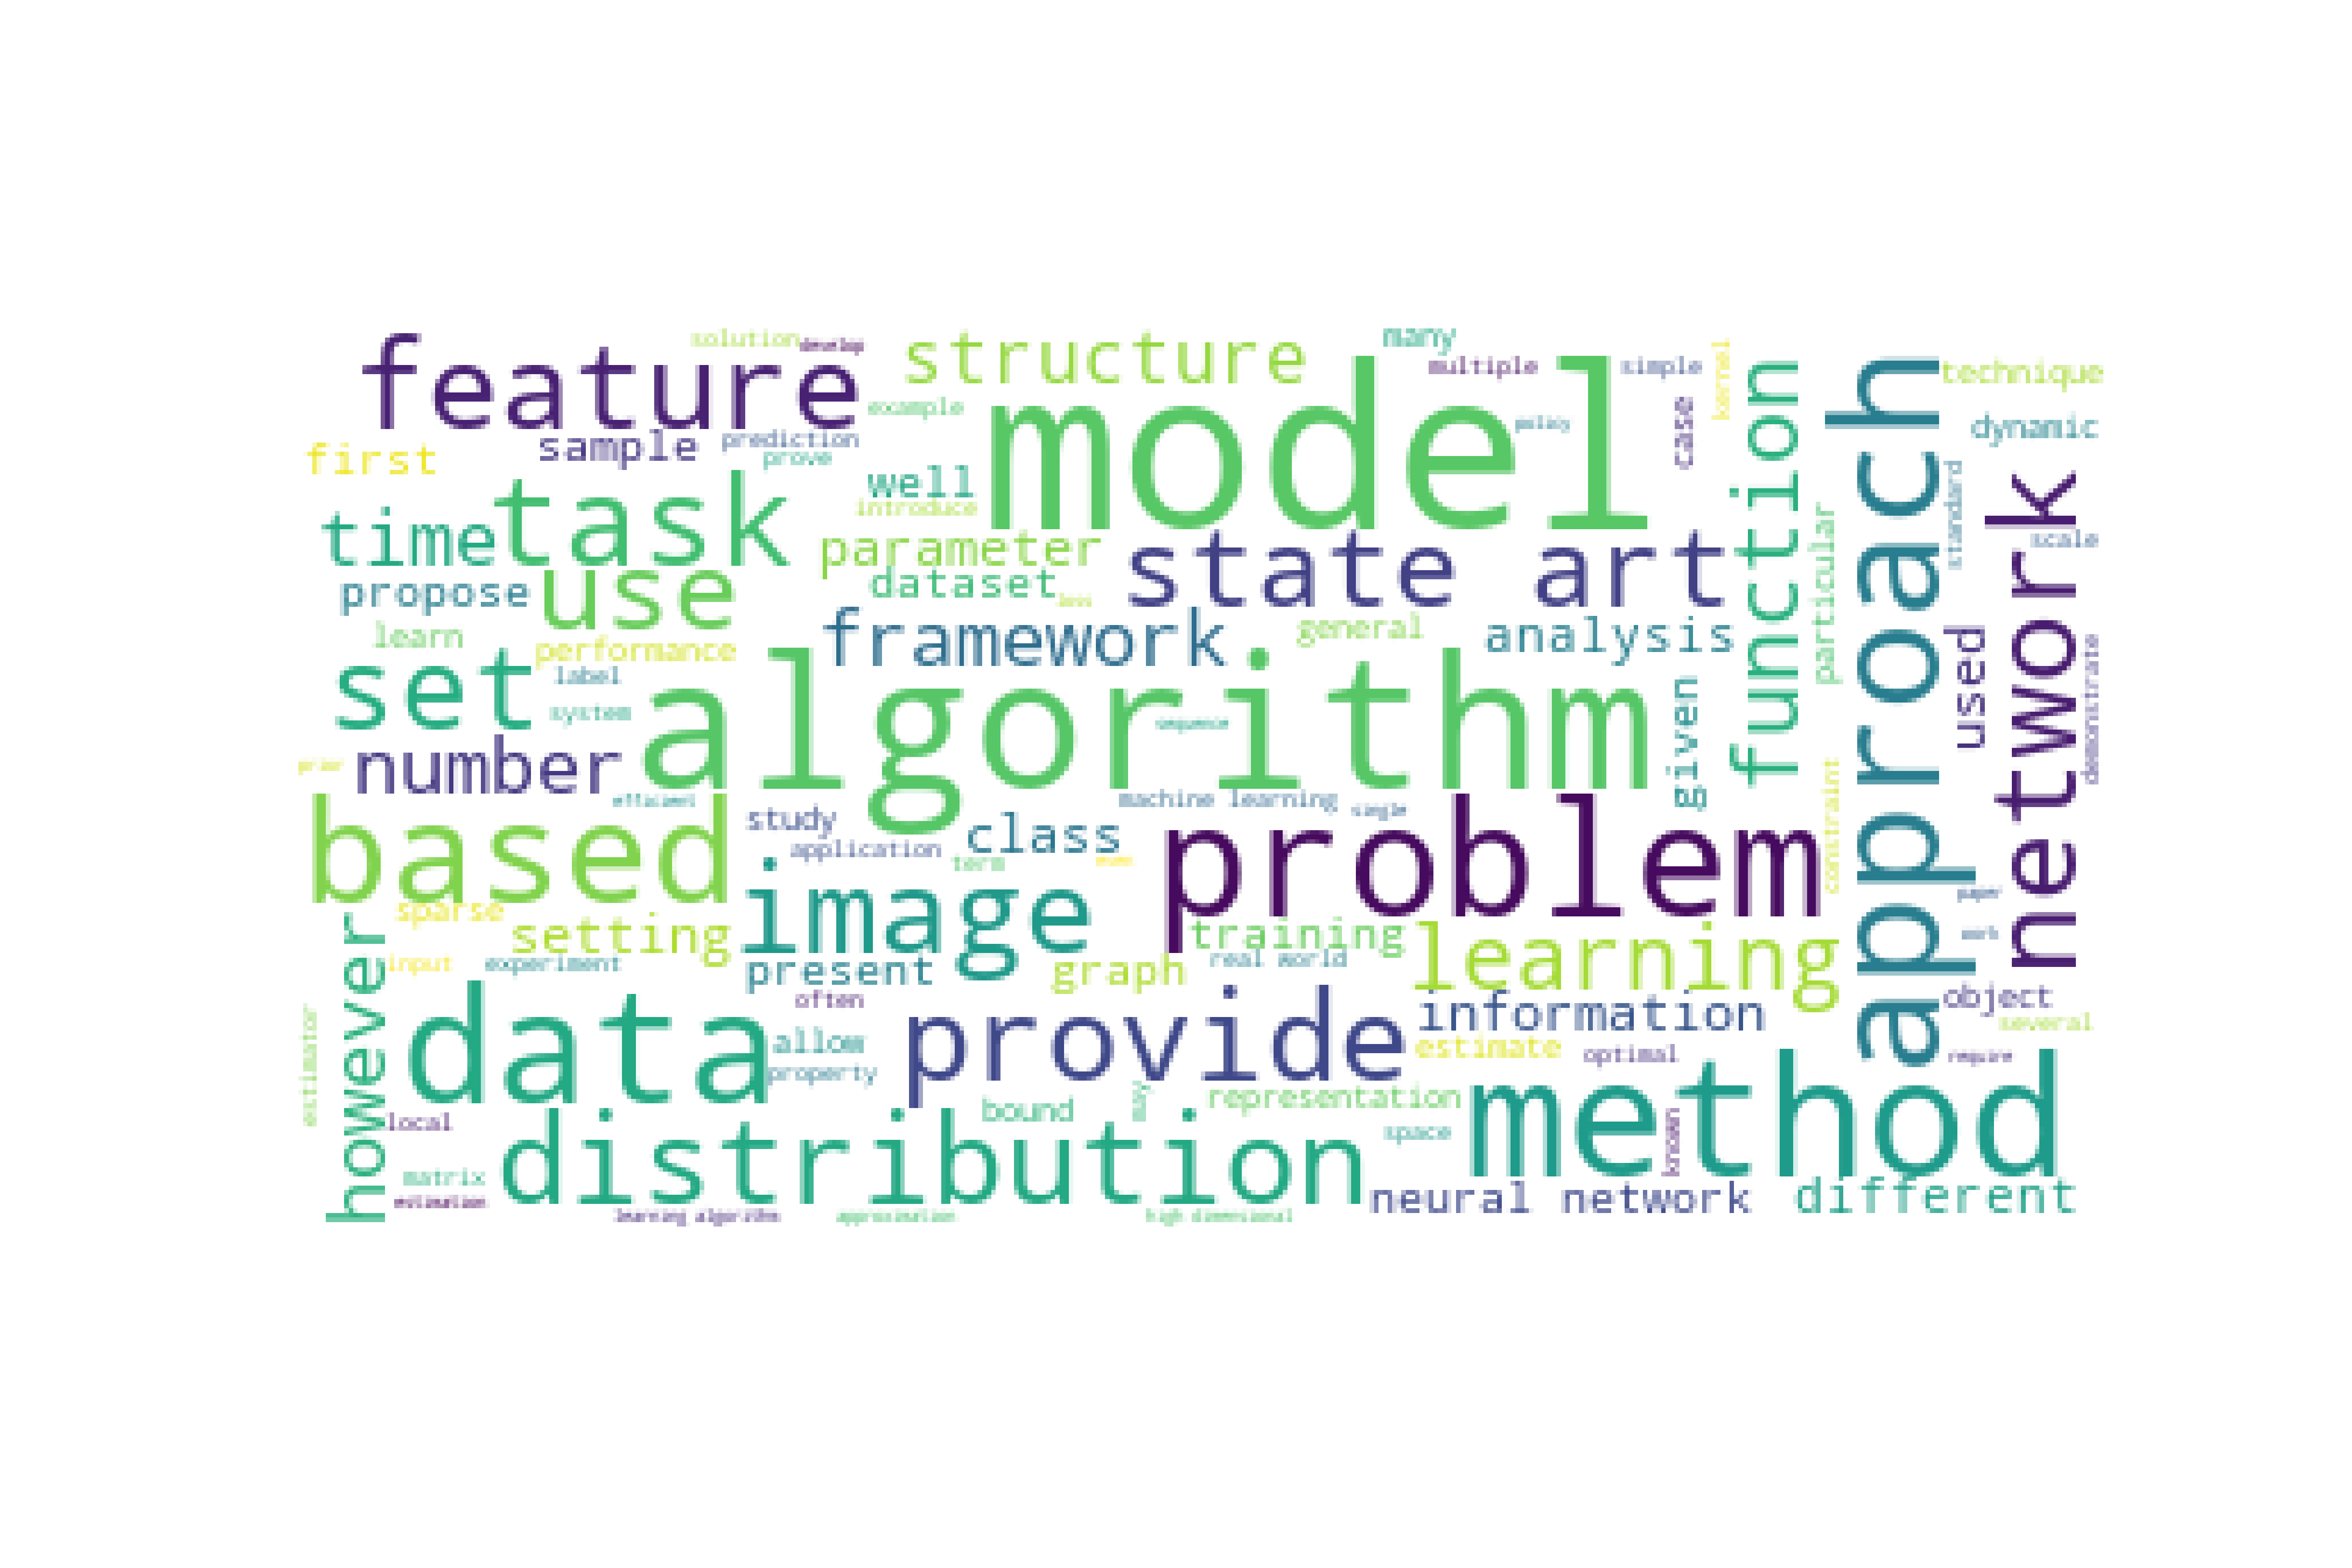 solution
develop
many
structure
feature
multiple
simple
kernel
function
approach
technique
model
example
case
policy
dynamic
sample
prediction
first
prove
well
standard
network
task
introduce
particular
time
parameter
state art
scale
dataset
propose
use
loss
framework
general
analysis
used
learn
performance
demonstrate
set
label
algorithm
given
system
sequence
number
prior
constraint
based
efficient
machine learning
single
study
class
problem
application
term
even
image
paper
sparse
however
setting
training
learning
work
input
experiment
present
graph
real world
often
data
provide
information
object
several
estimator
allow
estimate
optimal
require
property
method
may
representation
bound
local
known
distribution
space
matrix
neural network
different
estimation
learning algorithm
approximation
high dimensional